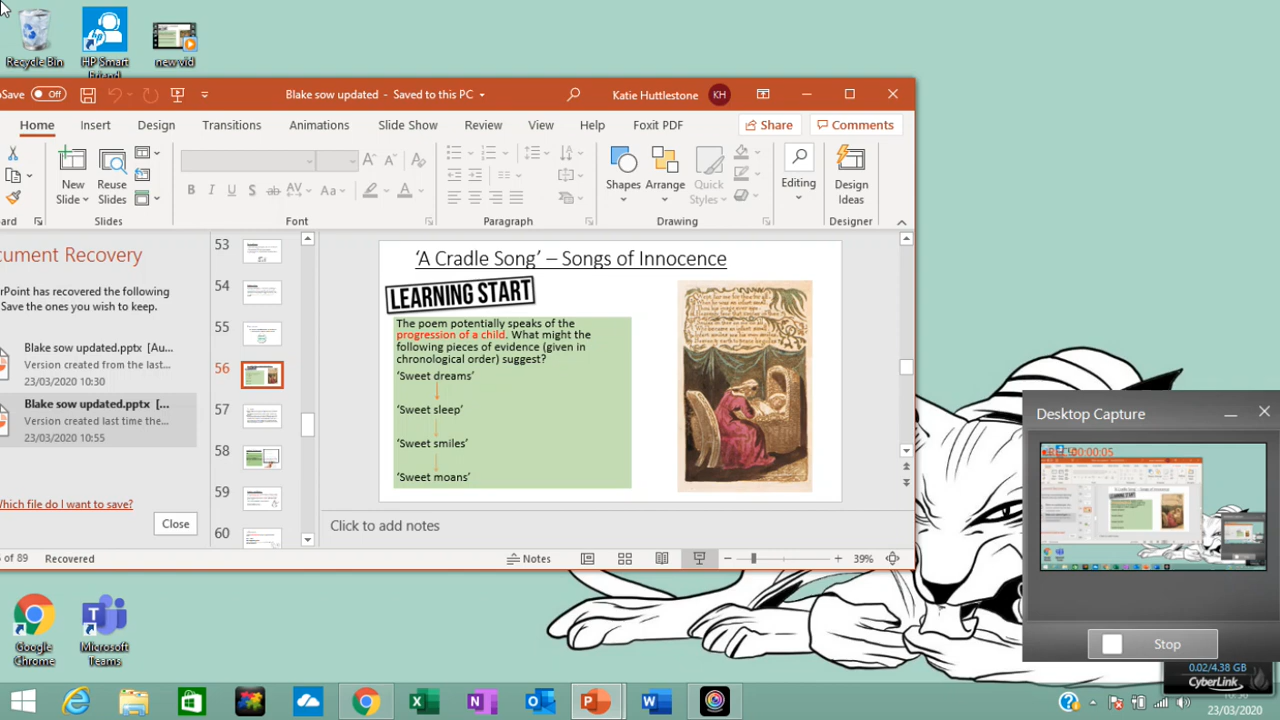 Recycle Bin
HP Smart
new vid
Save
Off
Blake sow updated - Saved to this PC
Katie Huttlestone
KH
Home
Insert
Design
Transitions
Animations
Slide Show
Review
View
Help
Foxit PDF
Share
Comments
New
Slide
Reuse
Slides
Aa
Shapes
Arrange
Quick
Styles
Editing
Design
Ideas
ard
Slides
Font
Paragraph
Drawing
Designer
cument Recovery
PowerPoint has recovered the following
Save the ones you wish to keep.
Blake sow updated.pptx [Au...
Version created from the last...
23/03/2020 10:30
Blake sow updated.pptx [...
Version created last time the...
23/03/2020 10:55
Which file do I want to save?
Close
53
54
55
56
57
58
59
60
‘A Cradle Song’ – Songs of Innocence
LEARNING START
The poem potentially speaks of the
progression of a child. What might the
following pieces of evidence (given in
chronological order) suggest?
‘Sweet dreams’
‘Sweet sleep’
‘Sweet smiles’
‘Sweet moans’
Click to add notes
of 89
Recovered
Notes
39%
Desktop Capture
00:00:05
Stop
0.02/4.38 GB
CyberLink
Google
Chrome
Microsoft
Teams
23/03/2020